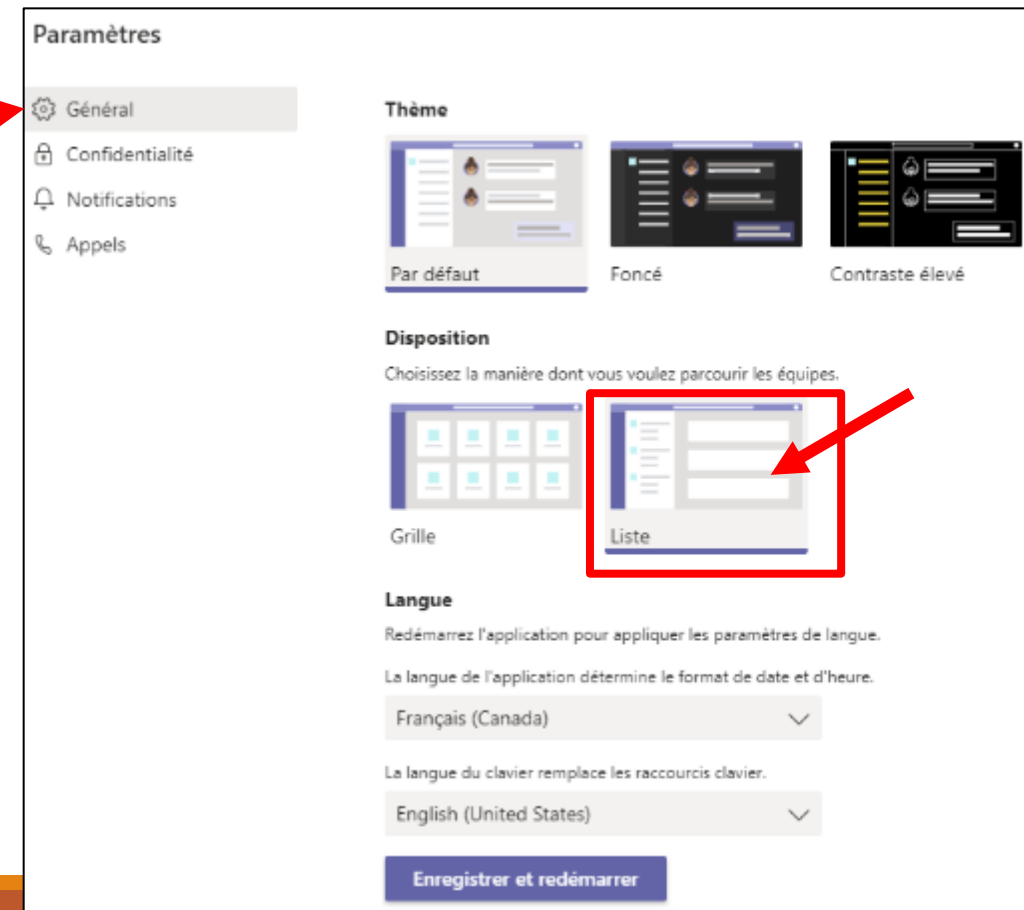 Paramètres
Général
Confidentialité
Notifications
Appels
Thème
Par défaut
Foncé
Contraste élevé
Disposition
Choisissez la manière dont vous voulez parcourir les équipes.
Grille
Liste
Langue
Redémarrez l'application pour appliquer les paramètres de langue.
La langue de l'application détermine le format de date et d'heure.
Français (Canada)
La langue du clavier remplace les raccourcis clavier.
English (United States)
Enregistrer et redémarrer